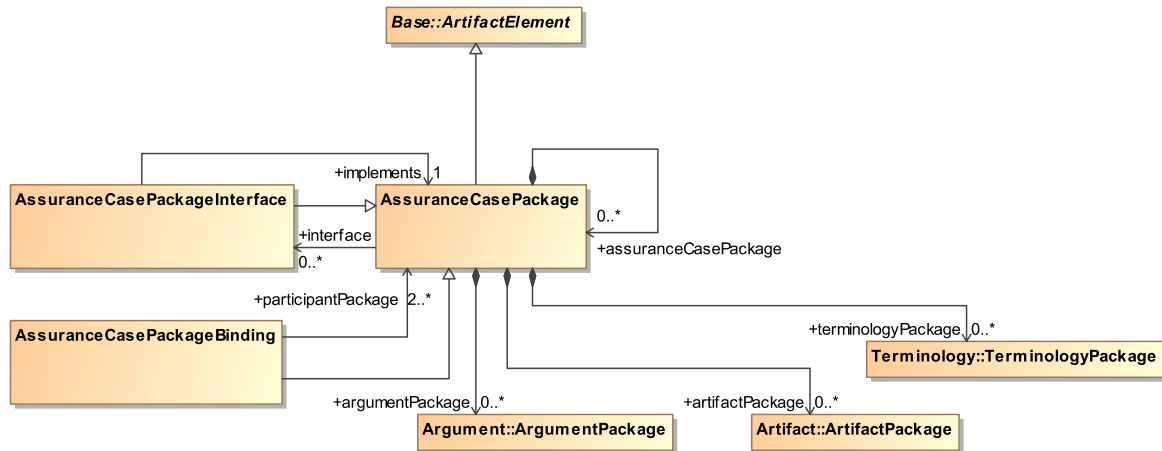 Base::ArtifactElement
+implements 1
AssuranceCasePackageInterface
AssuranceCasePackage
0..*
+interface
+assuranceCasePackage
0..*
+participantPackage 2..*
AssuranceCasePackageBinding
+terminologyPackage 0..*
Terminology::TerminologyPackage
+argumentPackage 0..*
+artifactPackage 0..*
Argument::ArgumentPackage
Artifact::ArtifactPackage